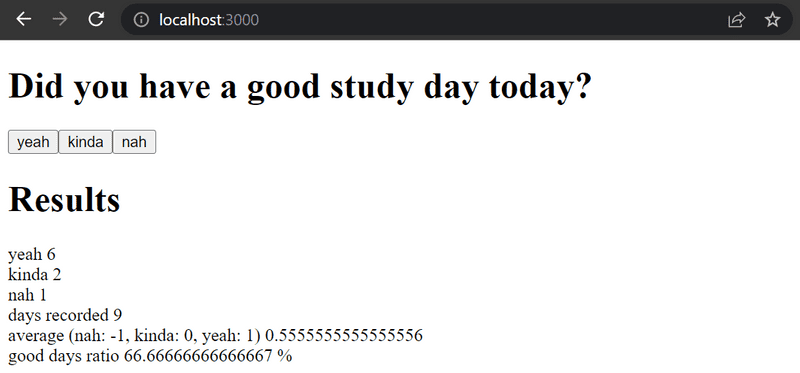 localhost:3000
Did you have a good study day today?
yeah kinda nah
Results
yeah 6
kinda 2
nah 1
days recorded 9
average (nah: -1, kinda: 0, yeah: 1) 0.5555555555555556
good days ratio 66.66666666666667 %